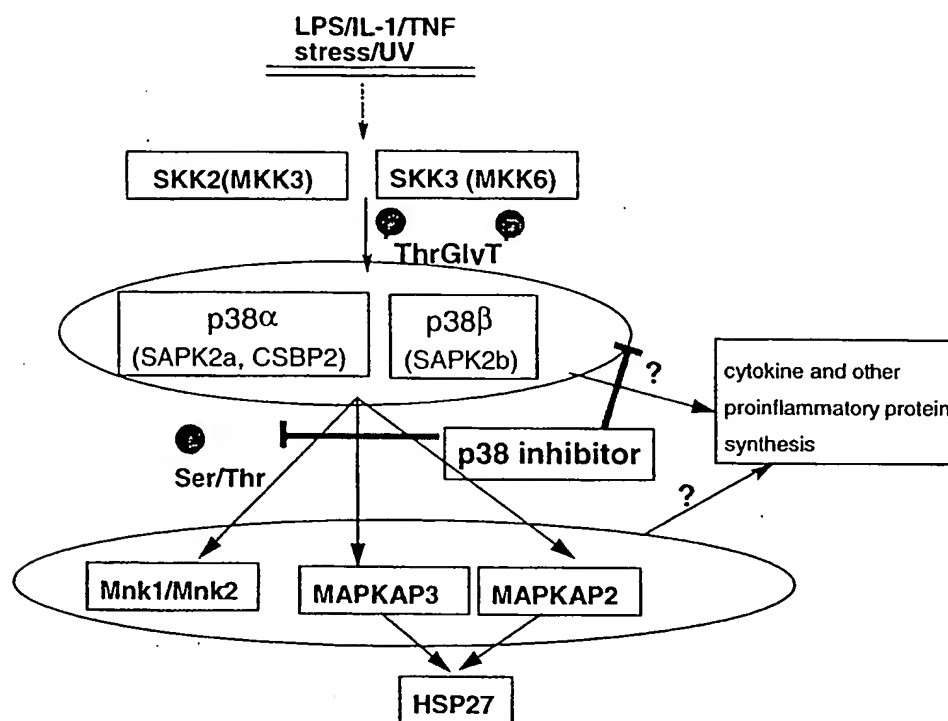 LPS/IL-1/TNF
stress/UV
SKK2(MKK3)
SKK3 (MKK6)
P
P
ThrGlvT
p38α
(SAPK2a, CSBP2)
p38β
(SAPK2b)
?
cytokine and other
proinflammatory protein
synthesis
P
Ser/Thr
p38 inhibitor
?
Mnk1/Mnk2
MAPKAP3
MAPKAP2
HSP27